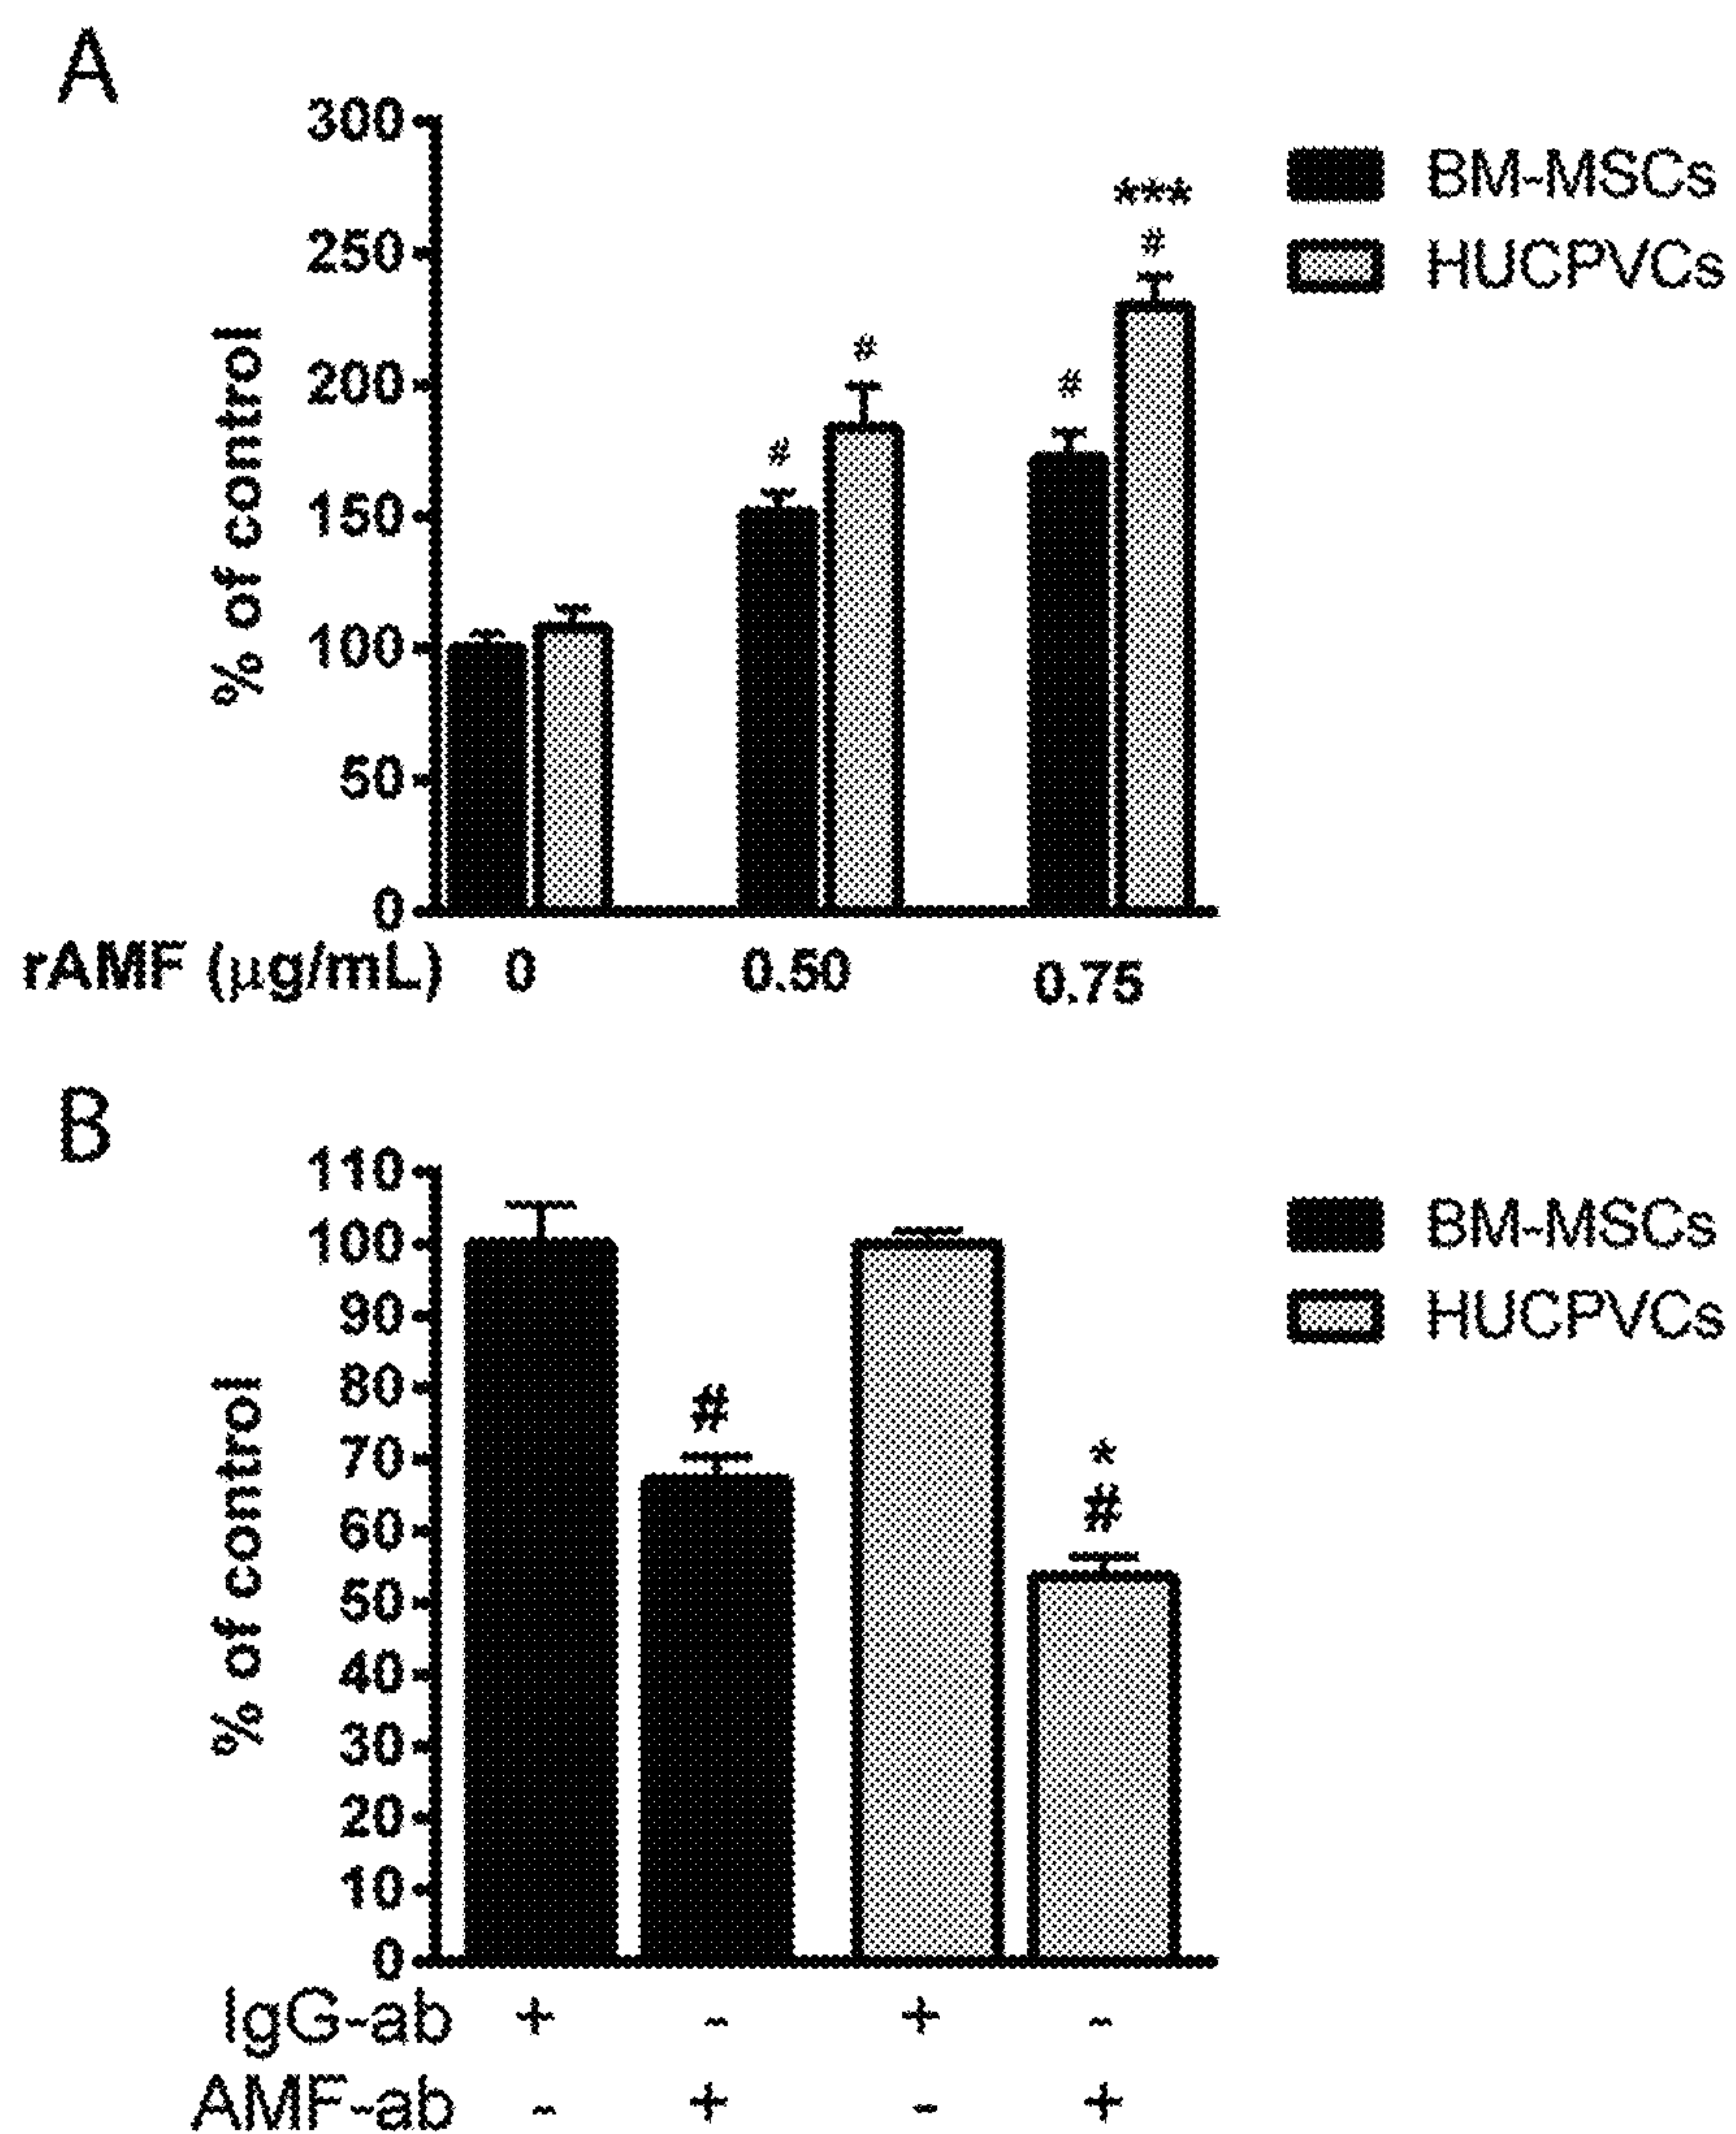 A
300
250
200
150
100
50
0
% of control
***
#
#
#
#
BM-MSCs
HUCPVCs
rAMF (μg/mL) 0 0.50 0.75
B
110
100
90
80
70
60
50
40
30
20
10
0
% of control
#
*
#
BM-MSCs
HUCPVCs
IgG-ab + - + -
AMF-ab - + - +